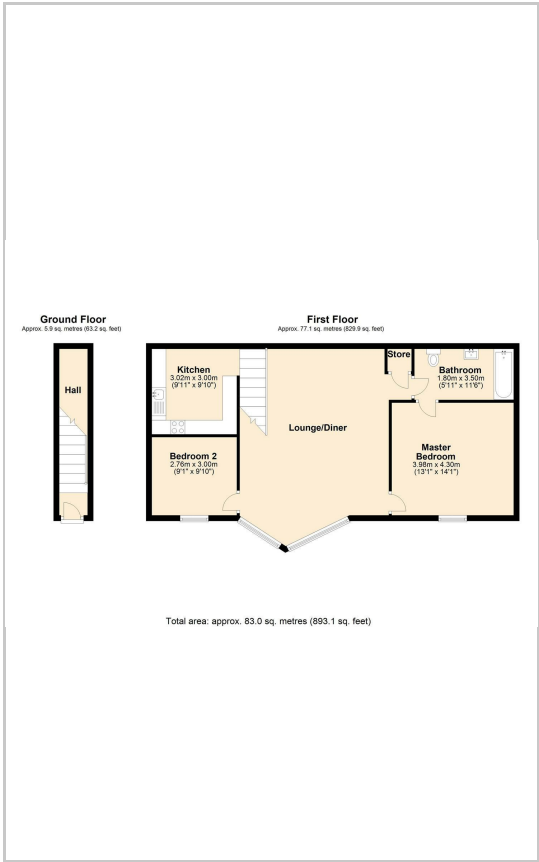 Ground Floor
Approx. 5.9 sq. metres (63.2 sq. feet)
Hall
First Floor
Approx. 77.1 sq. metres (829.9 sq. feet)
Kitchen
3.02m x 3.00m
(9'11" x 9'10")
Store
Bathroom
1.80m x 3.50m
(5'11" x 11'6")
Lounge/Diner
Bedroom 2
2.76m x 3.00m
(9'1" x 9'10")
Master
Bedroom
3.98m x 4.30m
(13'1" x 14'1")
Total area: approx. 83.0 sq. metres (893.1 sq. feet)